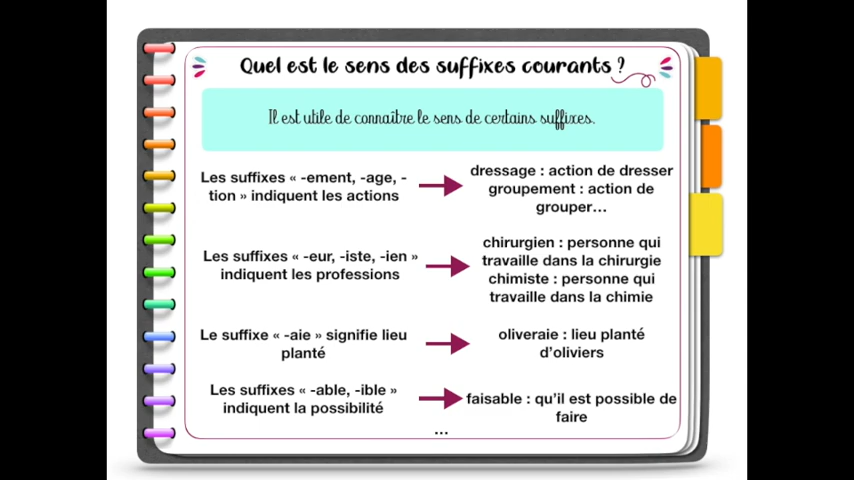 Quel est le sens des suffixes courants ?
Il est utile de connaître le sens de certains suffixes.
Les suffixes « -ement, -age, -
tion » indiquent les actions
dressage : action de dresser
groupement : action de
grouper…
Les suffixes « -eur, -iste, -ien »
indiquent les professions
chirurgien : personne qui
travaille dans la chirurgie
chimiste : personne qui
travaille dans la chimie
Le suffixe « -aie » signifie lieu
planté
oliveraie : lieu planté
d’oliviers
Les suffixes « -able, -ible »
indiquent la possibilité
faisable : qu’il est possible de
faire
...